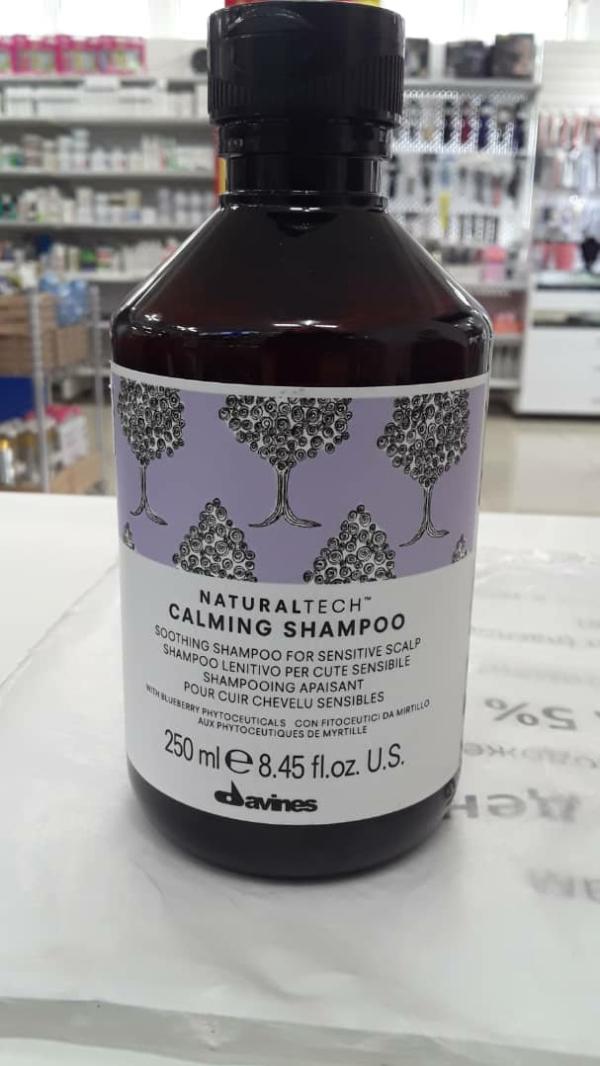 NATURALTECH™
CALMING SHAMPOO
SOOTHING SHAMPOO FOR SENSITIVE SCALP
SHAMPOO LENITIVO PER CUTE SENSIBILE
SHAMPOOING APAISANT
POUR CUIR CHEVELU SENSIBLES
WITH BLUEBERRY PHYTOCEUTICALS CON FITOCEUTICI DA MIRTILLO
AUX PHYTOCEUTIQUES DE MYRTILLE
250 ml ℮ 8.45 fl.oz. U.S.
davines
5%